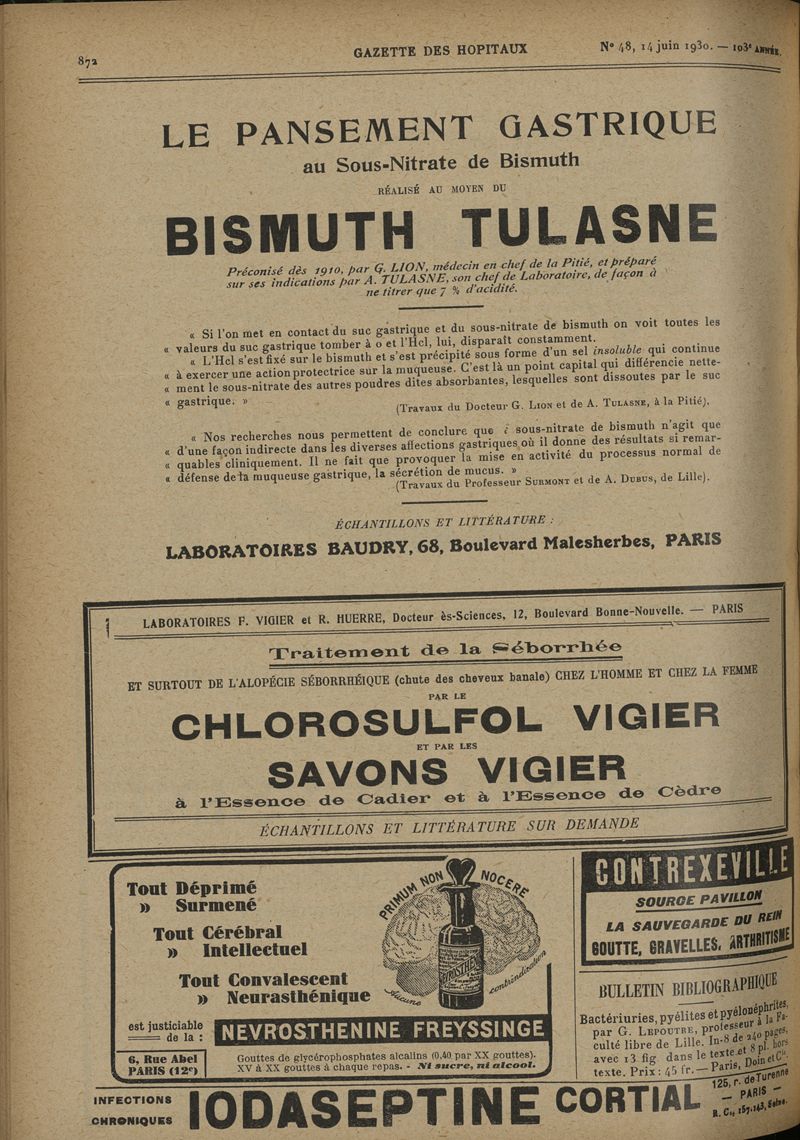 872
GAZETTE DES HOPITAUX
N° 48, 14 juin 1930. — 103e ANNÉE.
LE PANSEMENT GASTRIQUE
au Sous-Nitrate de Bismuth
RÉALISÉ AU MOYEN DU
BISMUTH TULASNE
Préconisé dès 1910, par G. LION, médecin en chef de la Pitié, et préparé
sur ses indications par A. TULASNE, son chef de Laboratoire, de façon à
ne titrer que 7 % d'acidité.
« Si l'on met en contact du suc gastrique et du sous-nitrate de bismuth on voit toutes les
« valeurs du suc gastrique tomber à o et l'Hcl, lui, disparaît constamment.
« L'Hcl s'est fixé sur le bismuth et s'est précipité sous forme d'un sel insoluble qui continue
« à exercer une action protectrice sur la muqueuse. C'est là un point capital qui différencie nette-
« ment le sous-nitrate des autres poudres dites absorbantes, lesquelles sont dissoutes par le suc
« gastrique. »
(Travaux du Docteur G. LION et de A. TULASNE, à la Pitié).
« Nos recherches nous permettent de conclure que sous-nitrate de bismuth n'agit que
« d'une façon indirecte dans les diverses affections gastriques où il donne des résultats si remar-
« quables cliniquement. Il ne fait que provoquer la mise en activité du processus normal de
« défense de la muqueuse gastrique, la sécrétion de mucus. »
(Travaux du Professeur SURMONT et de A. DUBUS, de Lille).
ÉCHANTILLONS ET LITTÉRATURE :
LABORATOIRES BAUDRY, 68, Boulevard Malesherbes, PARIS
LABORATOIRES F. VIGIER et R. HUERRE, Docteur ès-Sciences, 12, Boulevard Bonne-Nouvelle. — PARIS
Traitement de la Séborrhée
ET SURTOUT DE L'ALOPÉCIE SÉBORRHÉIQUE (chute des cheveux banale) CHEZ L'HOMME ET CHEZ LA FEMME
PAR LE
CHLOROSULFOL VIGIER
ET PAR LES
SAVONS VIGIER
à l'Essence de Cadier et à l'Essence de Cèdre
ÉCHANTILLONS ET LITTÉRATURE SUR DEMANDE
Tout Déprimé
» Surmené
Tout Cérébral
» Intellectuel
Tout Convalescent
» Neurasthénique
PRIMUM NON NOCERE
Aucune contrindication
est justiciable
de la :
NEVROSTHENINE FREYSSINGE
6, Rue Abel
PARIS (12e)
Gouttes de glycérophosphates alcalins (0,40 par XX gouttes).
XV à XX gouttes à chaque repas. - Ni sucre, ni alcool.
CONTREXEVILLE
SOURCE PAVILLON
LA SAUVEGARDE DU REIN
GOUTTE, GRAVELLES, ARTHRITISME
BULLETIN BIBLIOGRAPHIQUE
Bactériuries, pyélites et pyélonéphrites,
par G. LEPOUTRE, professeur à la Fa-
culté libre de Lille. In-8 de 240 pages,
avec 13 fig dans le texte et 8 pl. hors
texte. Prix : 45 fr. — Paris, Doin et Cie.
INFECTIONS
CHRONIQUES
IODASEPTINE CORTIAL
125, r. de Turenne
— PARIS —
R. C., 157.143, Seine.